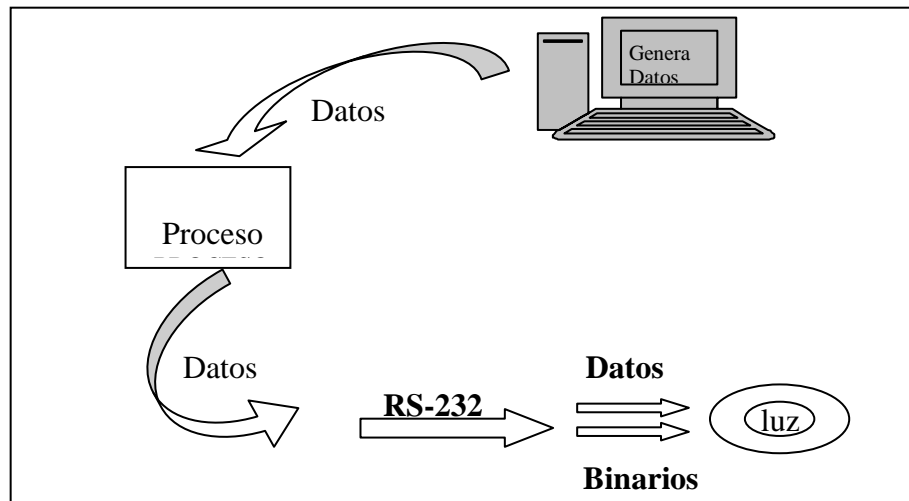 Genera
Datos
Datos
Proceso
Datos
RS-232
Datos
Binarios
luz